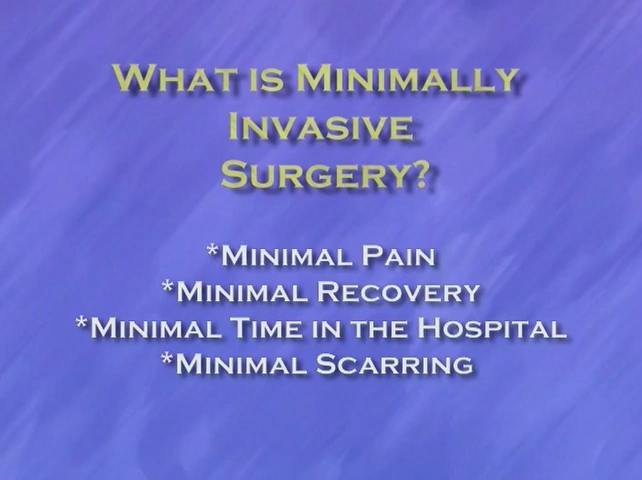 What is Minimally
Invasive
Surgery?
*Minimal Pain
*Minimal Recovery
*Minimal Time in the Hospital
*Minimal Scarring